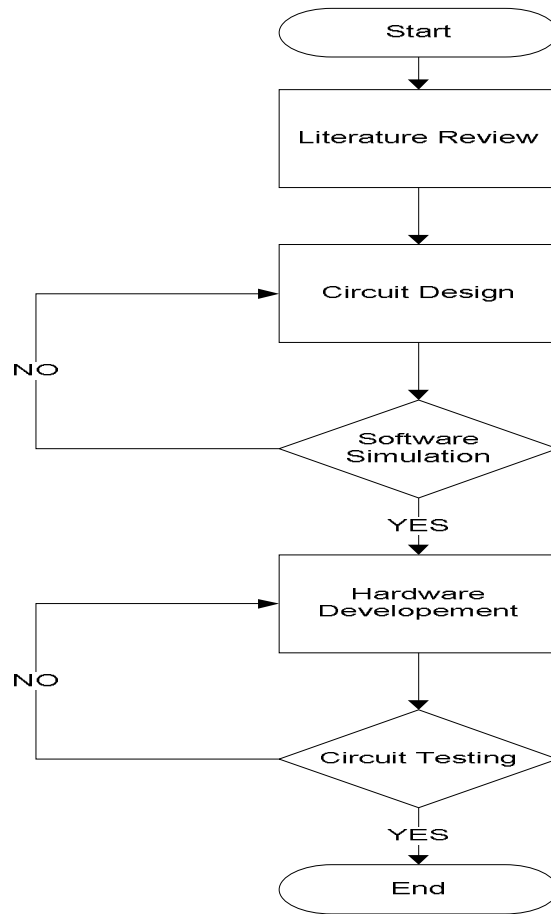 Start
Literature Review
Circuit Design
NO
Software
Simulation
YES
Hardware
Developement
NO
Circuit Testing
YES
End